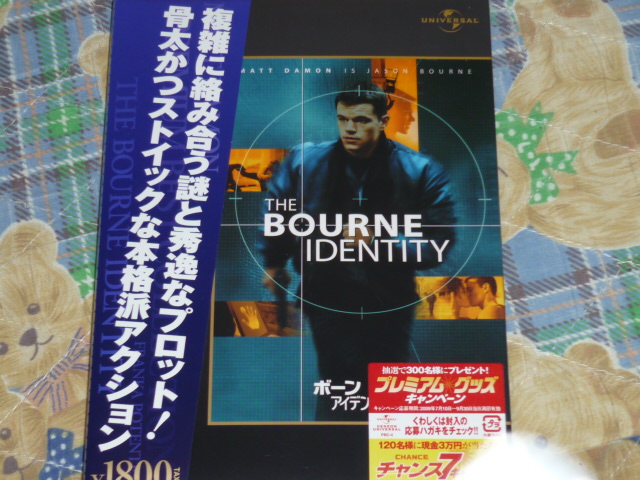 複雑に絡み合う謎と秀逸なプロット!
骨太かつストイックな本格派アクション
THE BOURNE IDENTI
¥1800
TAX
UNIVERSAL
MATT DAMON IS JASON BOURNE
THE
BOURNE
IDENTITY
ボーン
アイデン
抽選で300名様にプレゼント!
プレミアム グッズ
キャンペーン
くわしくは封入の
応募ハガキをチェック!!
120名様に現金3万円が
CHANCE
チャンス7